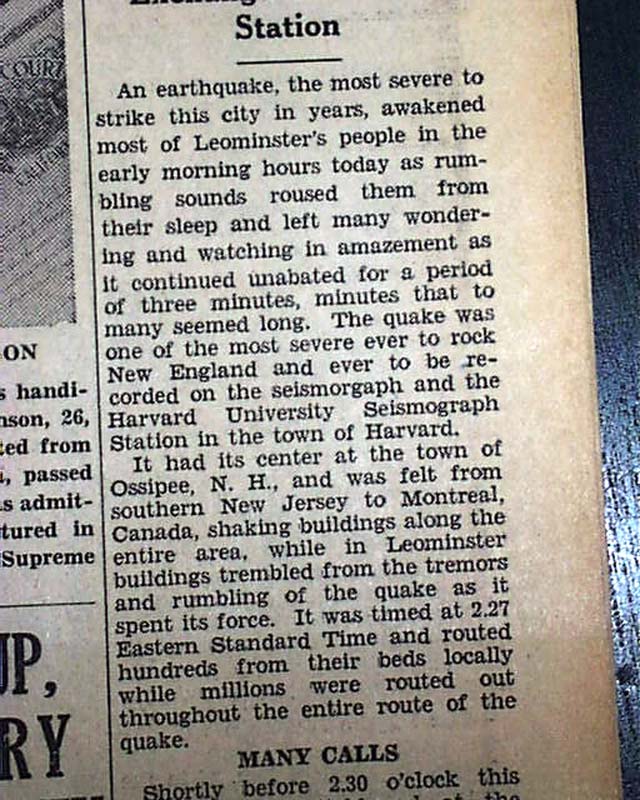 Station
An earthquake, the most severe to
strike this city in years, awakened
most of Leominster's people in the
early morning hours today as rum-
bling sounds roused them from
their sleep and left many wonder-
ing and watching in amazement as
it continued unabated for a period
of three minutes, minutes that to
many seemed long. The quake was
one of the most severe ever to rock
New England and ever to be re-
corded on the seismorgaph and the
Harvard University Seismograph
Station in the town of Harvard.
It had its center at the town of
Ossipee, N. H., and was felt from
southern New Jersey to Montreal,
Canada, shaking buildings along the
entire area, while in Leominster
buildings trembled from the tremors
and rumbling of the quake as it
spent its force. It was timed at 2.27
Eastern Standard Time and routed
hundreds from their beds locally
while millions were routed out
throughout the entire route of the
quake.
MANY CALLS
Shortly before 2.30 o'clock this
COURT
ON
s handi-
nson, 26,
ted from
, passed
s admit-
tured in
Supreme
UP,
RY